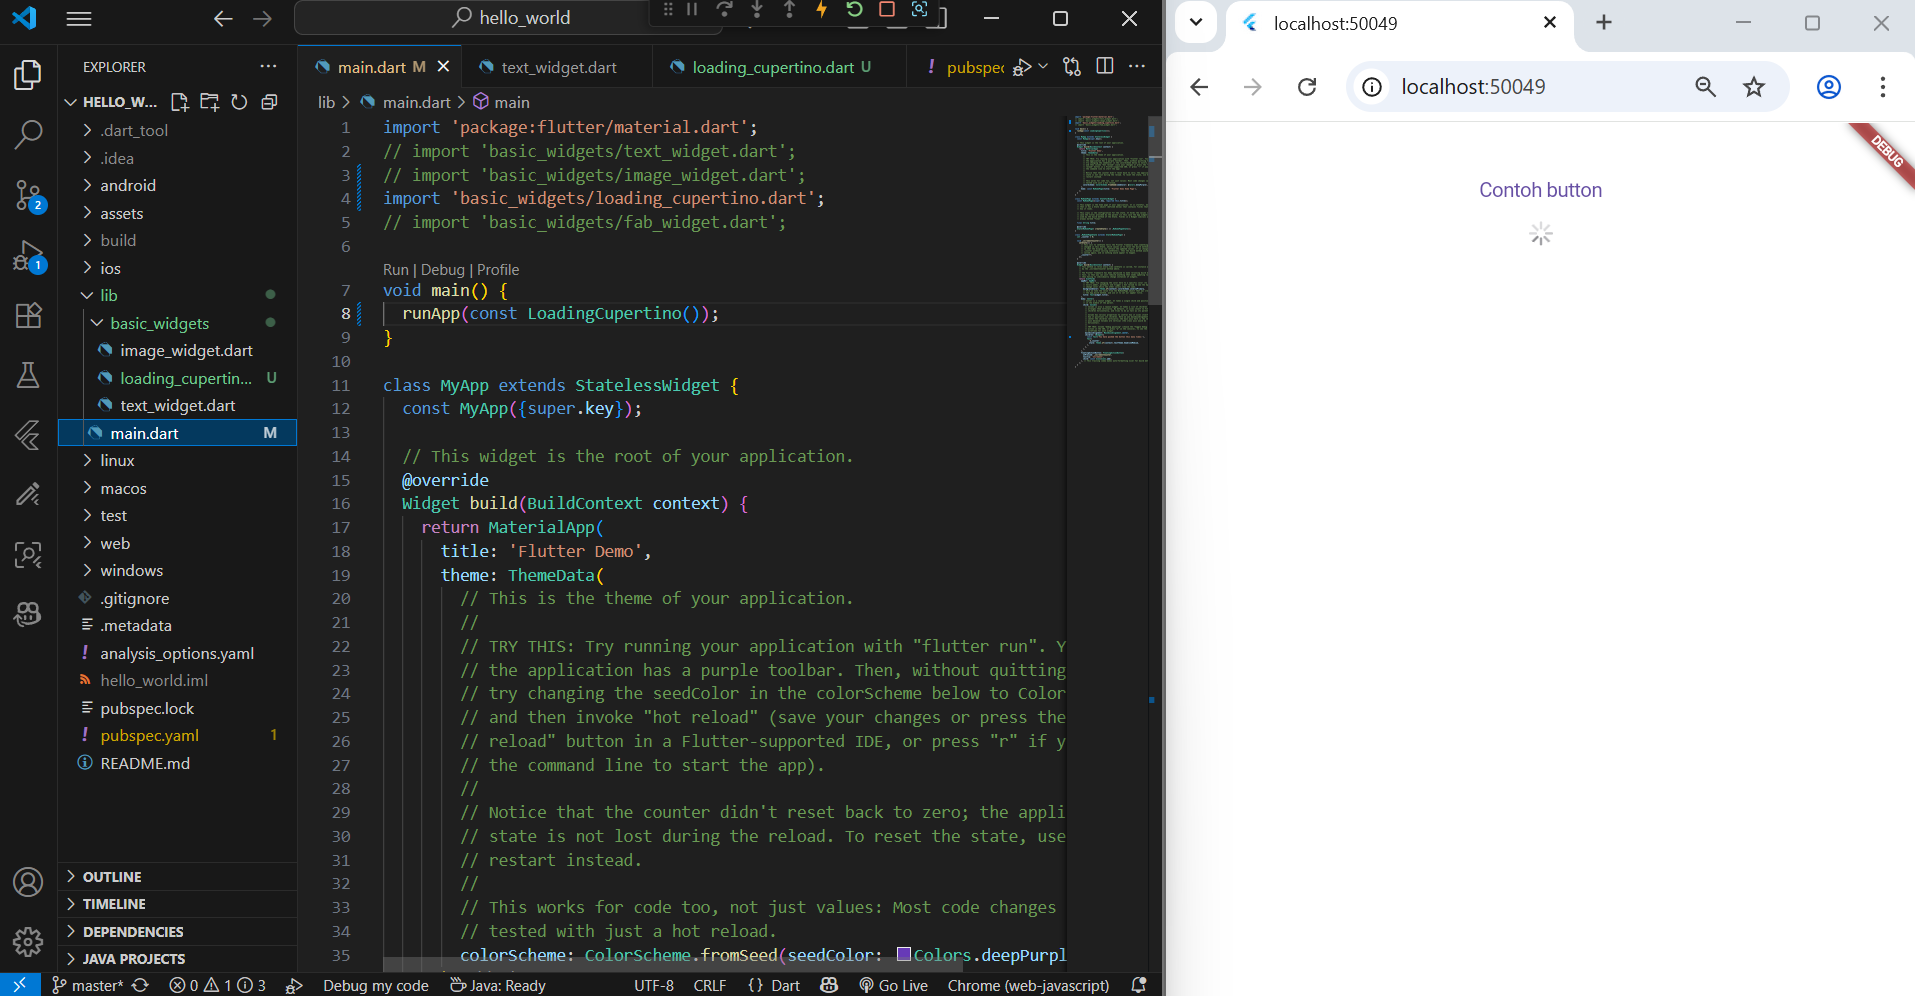 hello_world
localhost:50049
EXPLORER
main.dart M
text_widget.dart
loading_cupertino.dart U
! pubspec
localhost:50049
HELLO_W...
lib > main.dart > main
.dart_tool
.idea
android
assets
build
ios
lib
basic_widgets
image_widget.dart
loading_cupertin... U
text_widget.dart
main.dart M
linux
macos
test
web
windows
.gitignore
.metadata
! analysis_options.yaml
hello_world.iml
pubspec.lock
! pubspec.yaml 1
README.md
OUTLINE
TIMELINE
DEPENDENCIES
JAVA PROJECTS
2
1
1 import 'package:flutter/material.dart';
2 // import 'basic_widgets/text_widget.dart';
3 // import 'basic_widgets/image_widget.dart';
4 import 'basic_widgets/loading_cupertino.dart';
5 // import 'basic_widgets/fab_widget.dart';
6
Run | Debug | Profile
7 void main() {
8 runApp(const LoadingCupertino());
9 }
10
11 class MyApp extends StatelessWidget {
12 const MyApp({super.key});
13
14 // This widget is the root of your application.
15 @override
16 Widget build(BuildContext context) {
17 return MaterialApp(
18 title: 'Flutter Demo',
19 theme: ThemeData(
20 // This is the theme of your application.
21 //
22 // TRY THIS: Try running your application with "flutter run". Y
23 // the application has a purple toolbar. Then, without quitting
24 // try changing the seedColor in the colorScheme below to Color
25 // and then invoke "hot reload" (save your changes or press the
26 // reload" button in a Flutter-supported IDE, or press "r" if y
27 // the command line to start the app).
28 //
29 // Notice that the counter didn't reset back to zero; the appli
30 // state is not lost during the reload. To reset the state, use
31 // restart instead.
32 //
33 // This works for code too, not just values: Most code changes
34 // tested with just a hot reload.
35 colorScheme: ColorScheme.fromSeed(seedColor: Colors.deepPurpl
DEBUG
Contoh button
master* 0 1 3 Debug my code Java: Ready UTF-8 CRLF {} Dart Go Live Chrome (web-javascript)